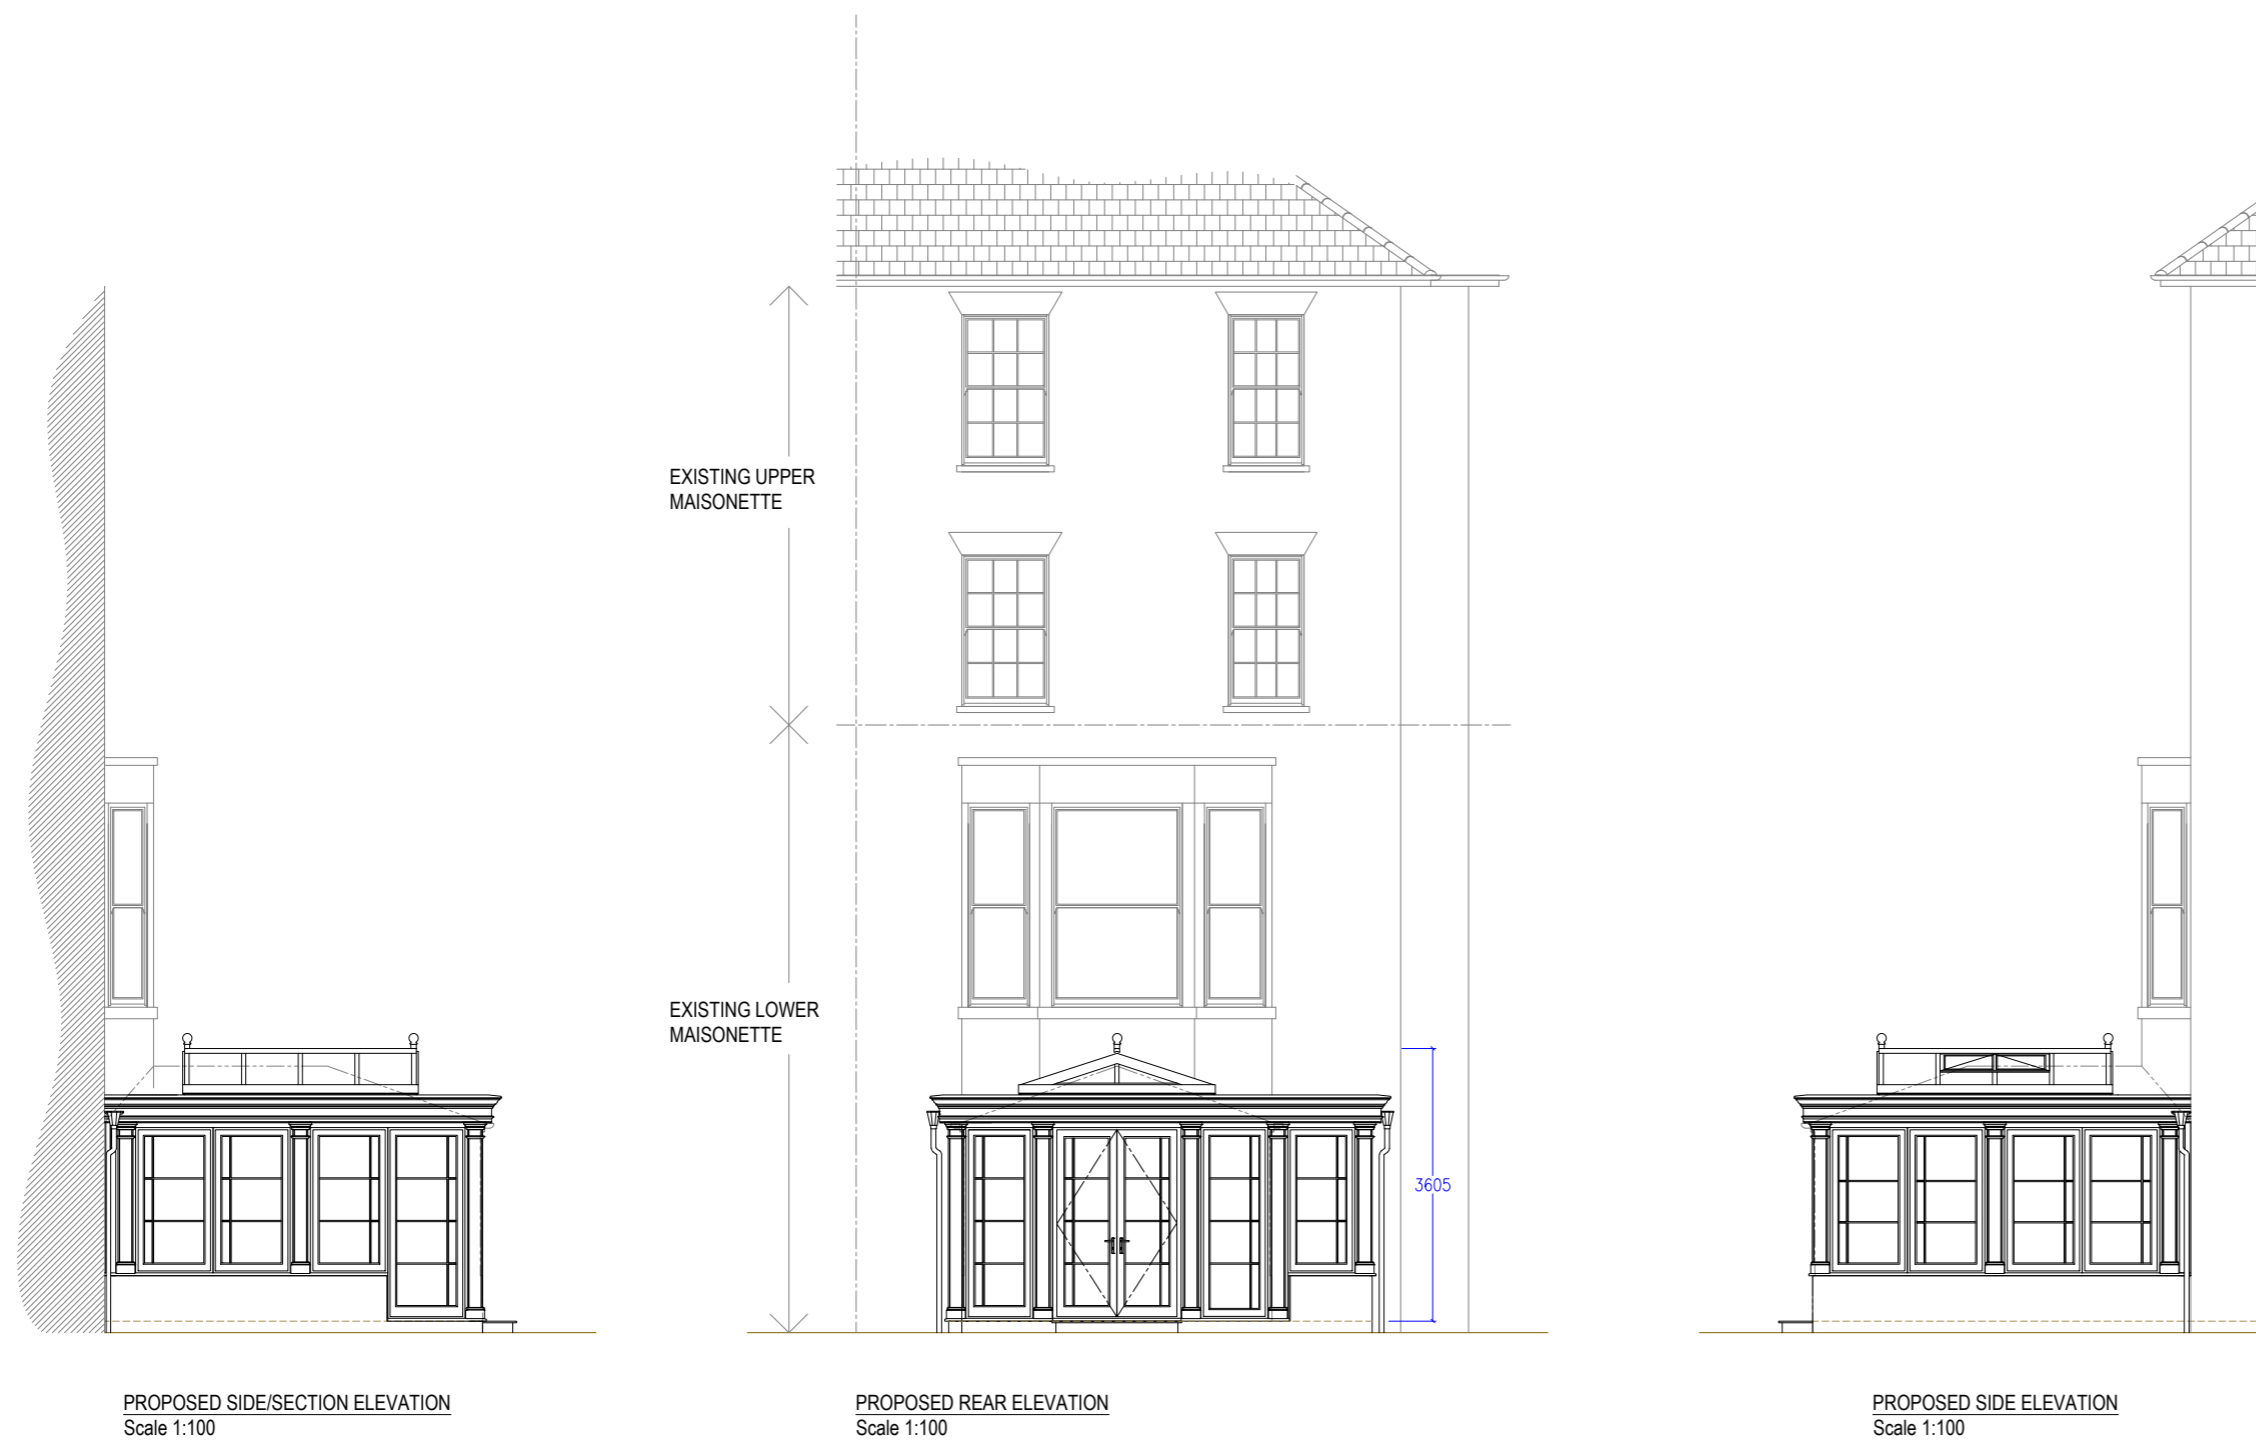 EXISTING UPPER
MAISONETTE
EXISTING LOWER
MAISONETTE
3605
PROPOSED SIDE/SECTION ELEVATION
Scale 1:100
PROPOSED REAR ELEVATION
Scale 1:100
PROPOSED SIDE ELEVATION
Scale 1:100